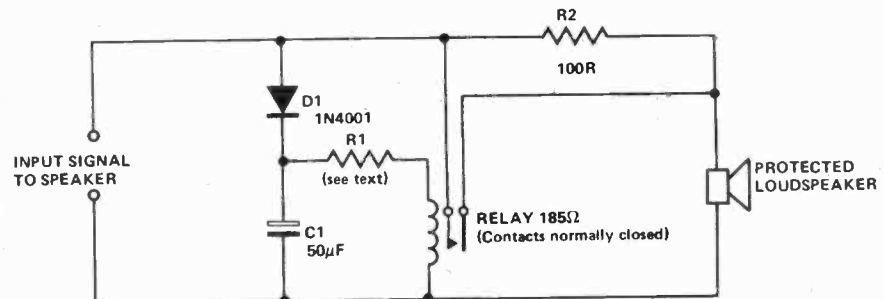 R2
100R
D1
1N4001
R1
(see text)
INPUT SIGNAL
TO SPEAKER
PROTECTED
LOUDSPEAKER
RELAY 185Ω
(Contacts normally closed)
C1
50µF